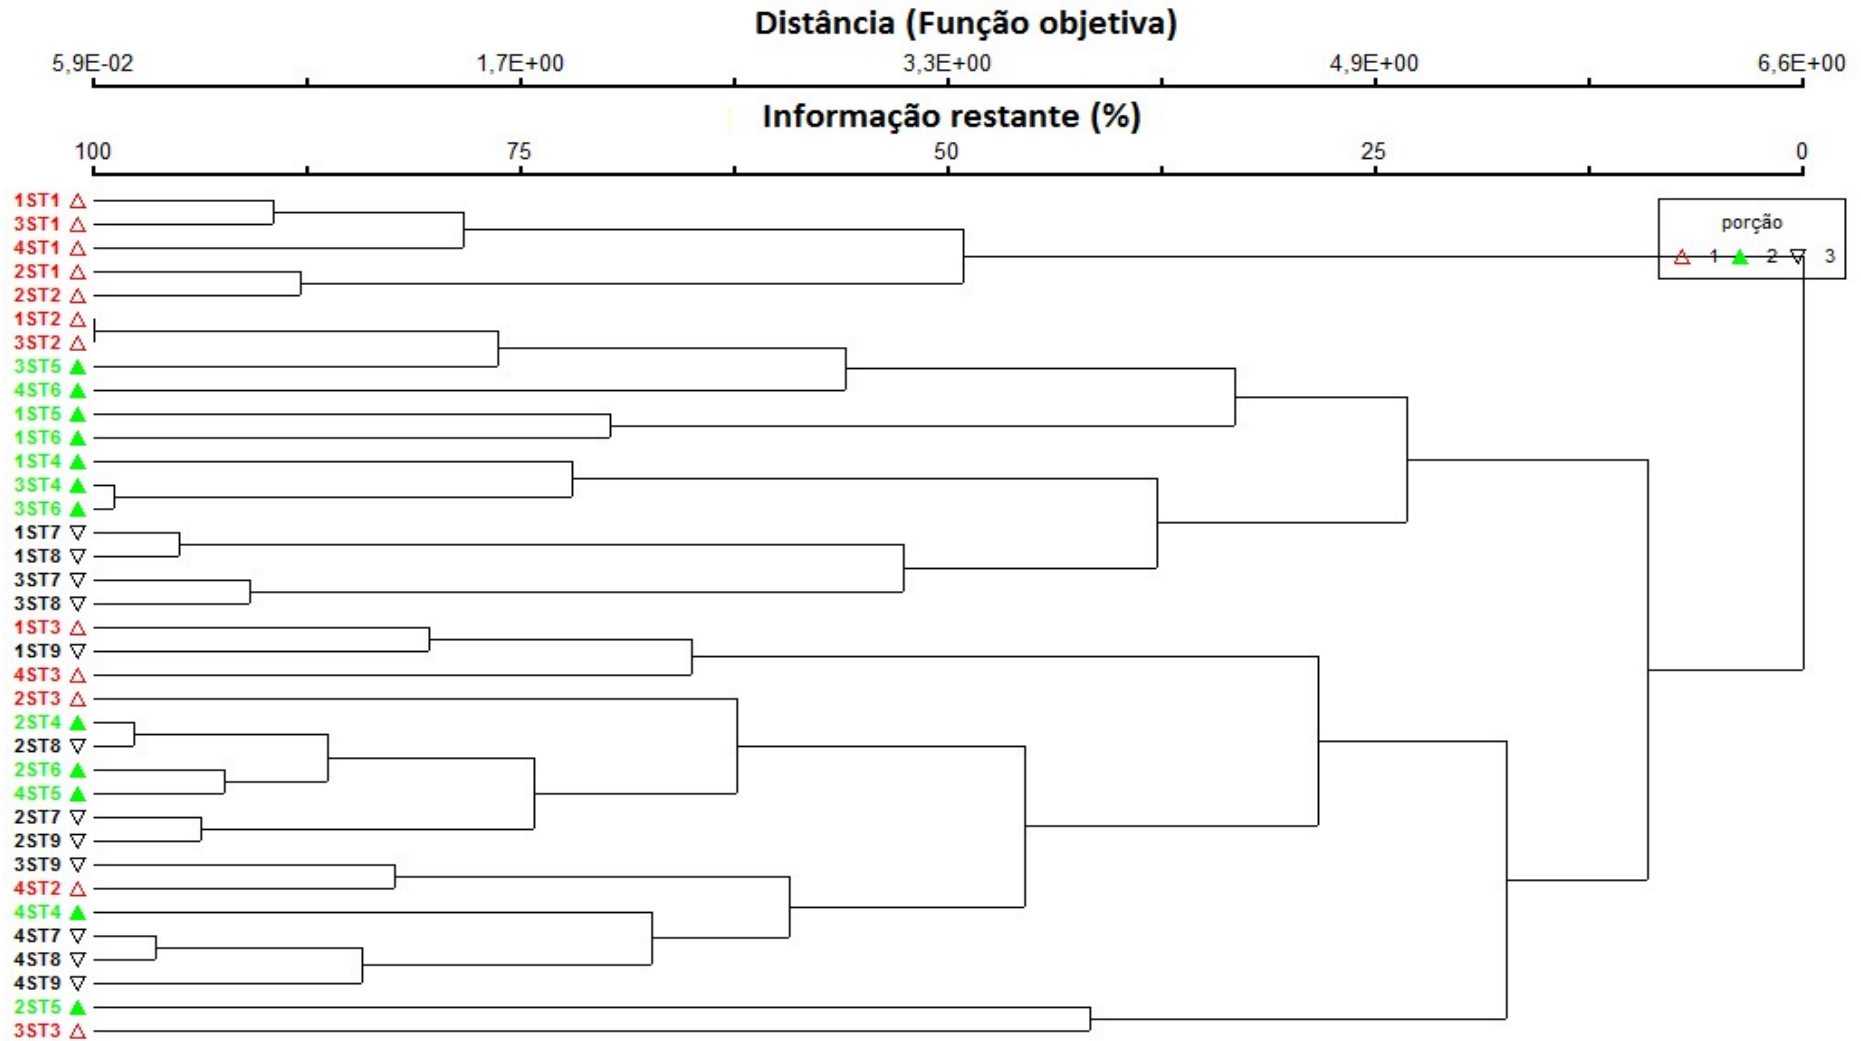 Distância (Função objetiva)
5,9E-02 1,7E+00 3,3E+00 4,9E+00 6,6E+00
Informação restante (%)
100 75 50 25 0
1ST1
3ST1
4ST1
2ST1
2ST2
1ST2
3ST2
3ST5
4ST6
1ST5
1ST6
1ST4
3ST4
3ST6
1ST7
1ST8
3ST7
3ST8
1ST3
1ST9
4ST3
2ST3
2ST4
2ST8
2ST6
4ST5
2ST7
2ST9
3ST9
4ST2
4ST4
4ST7
4ST8
4ST9
2ST5
3ST3
porção
1 2 3